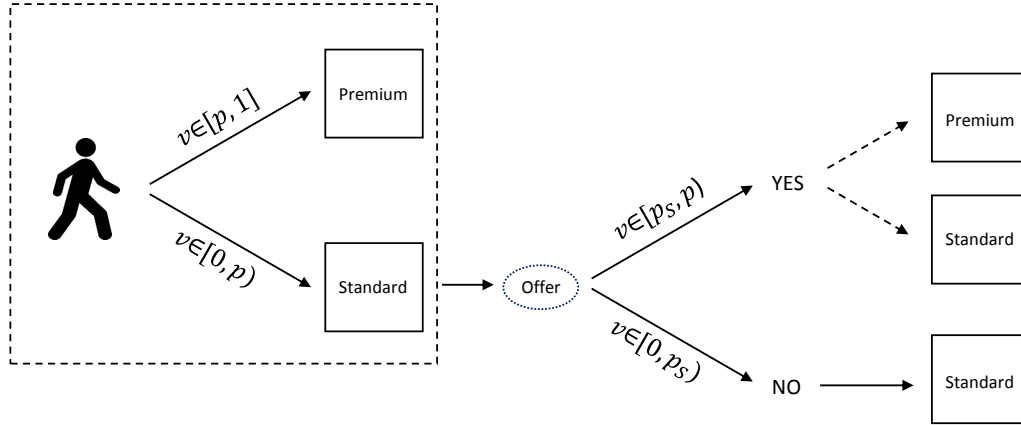 Premium
v∈[p, 1]
v∈[0, p)
Standard
Offer
v∈[p_S, p)
v∈[0, p_S)
YES
NO
Premium
Standard
Standard